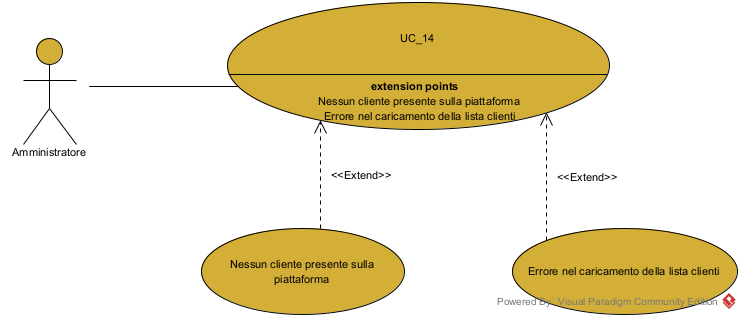 UC_14
extension points
Nessun cliente presente sulla piattaforma
Errore nel caricamento della lista clienti
Amministratore
<<Extend>>
<<Extend>>
Nessun cliente presente sulla
piattaforma
Errore nel caricamento della lista clienti
Powered By: Visual Paradigm Community Edition